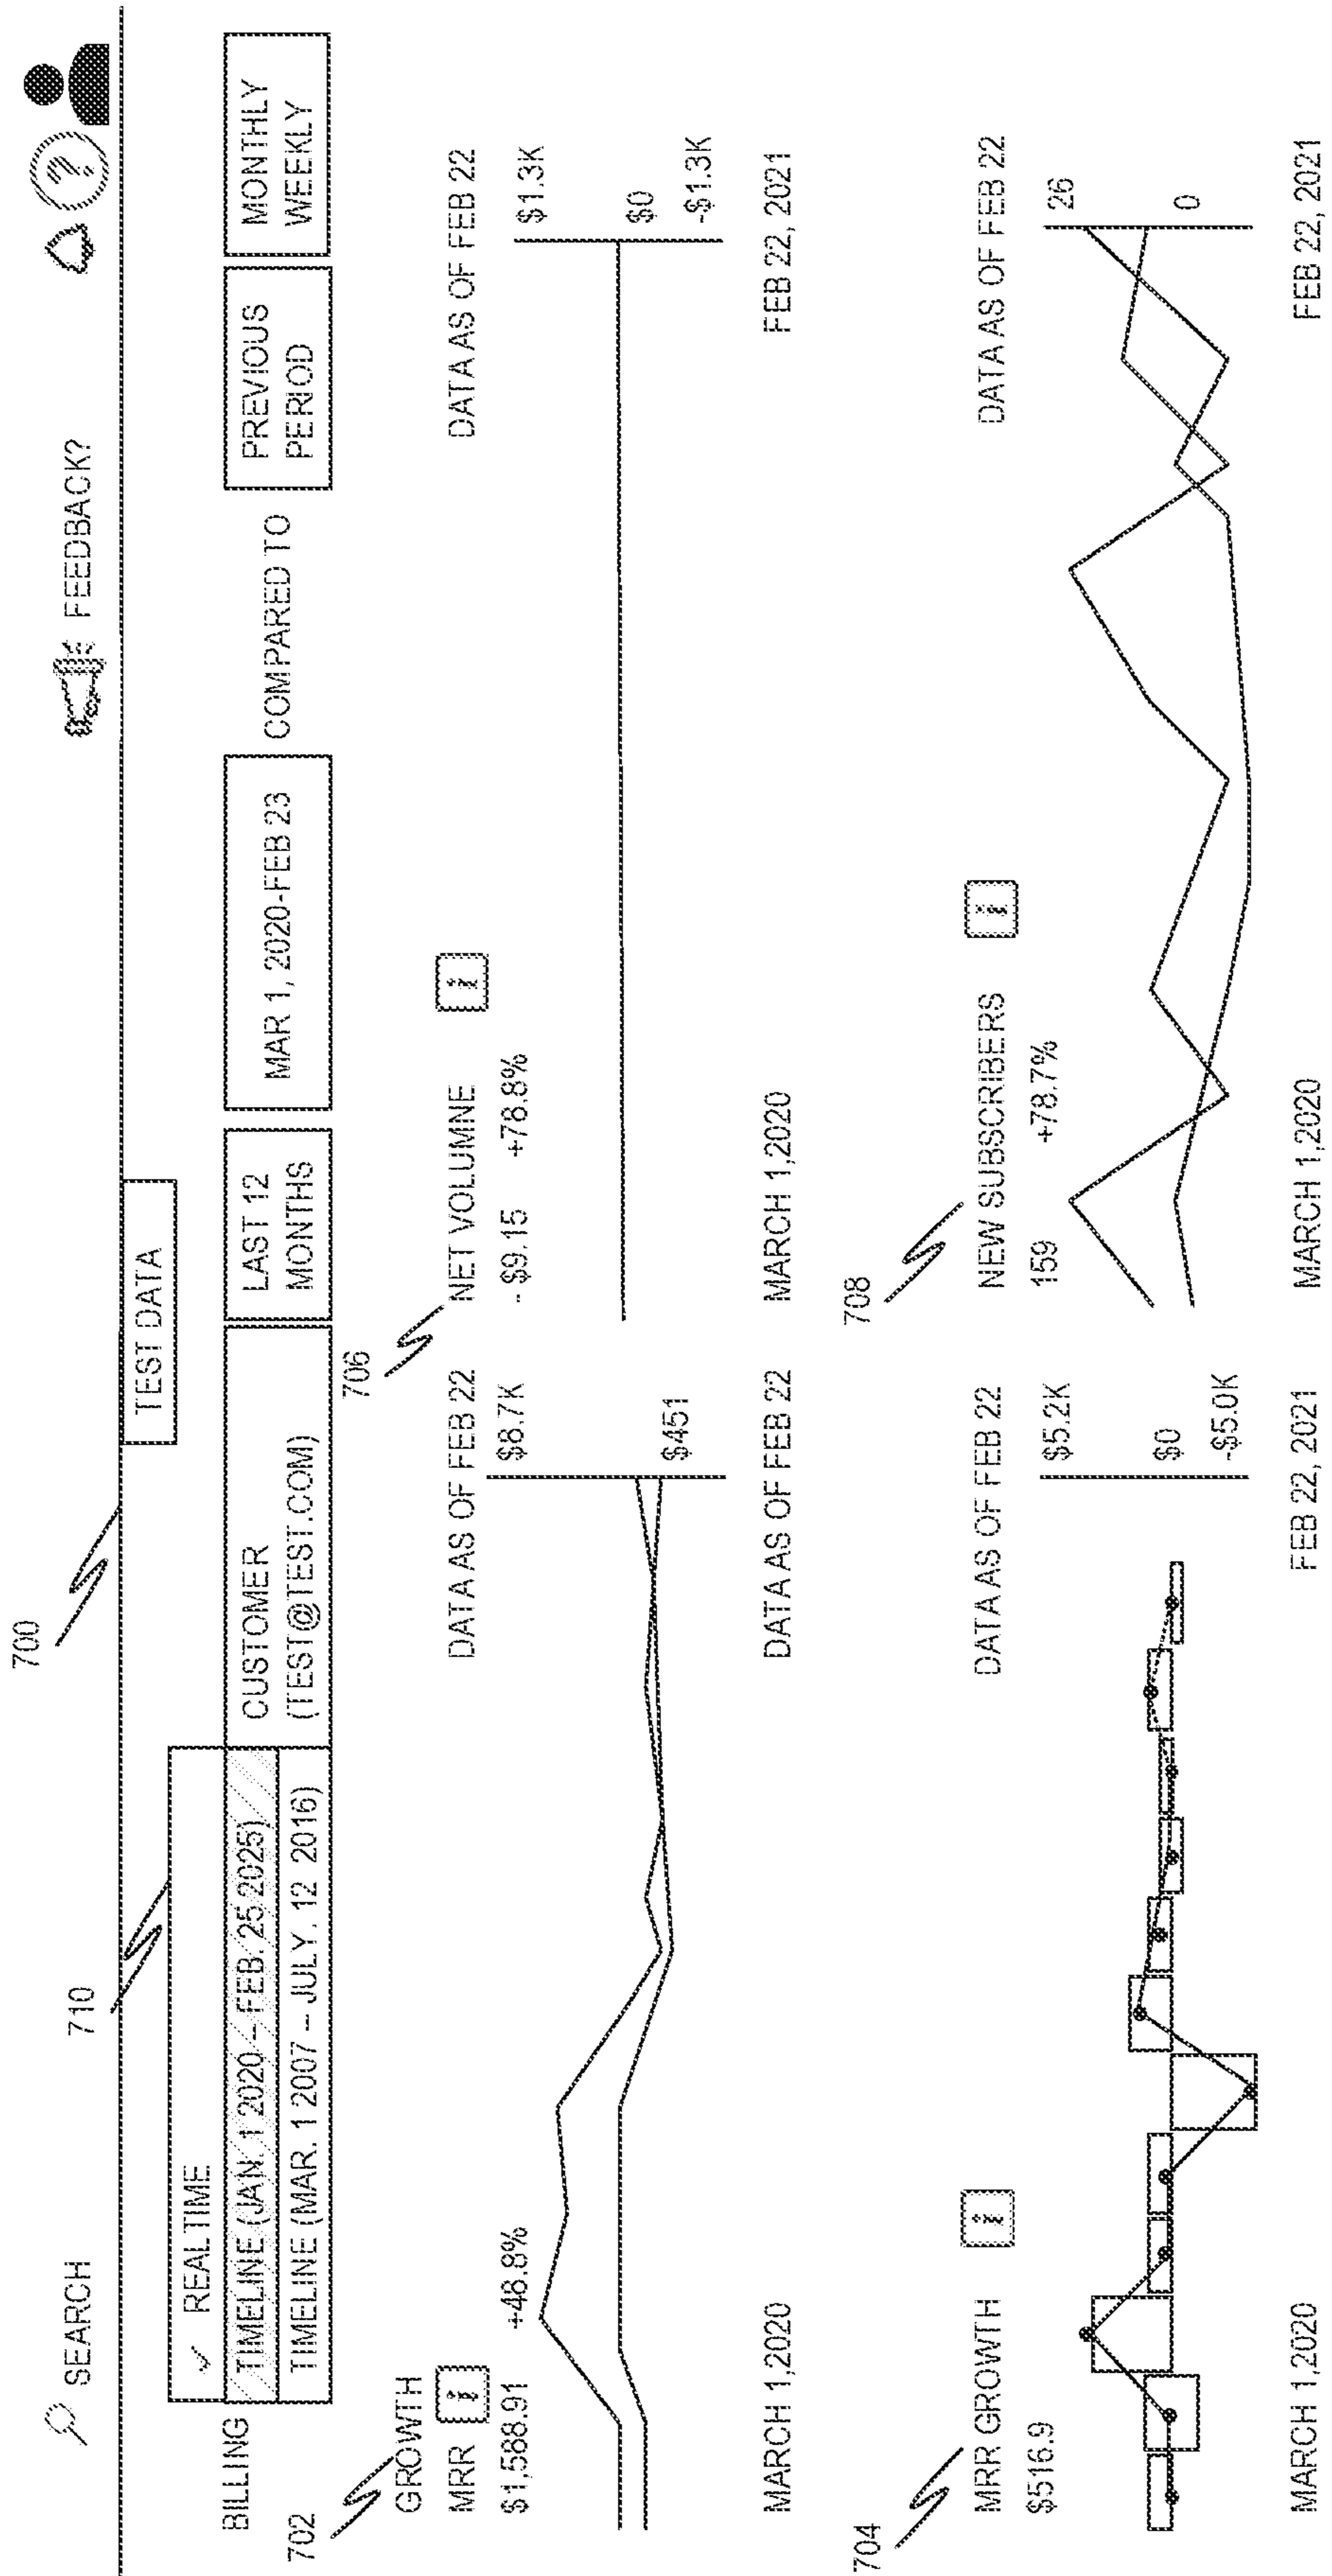 700
SEARCH
FEEDBACK?
?
TEST DATA
710
✓ REALTIME
BILLING
TIMELINE (JAN. 1 2020 – FEB. 25 2025)
TIMELINE (MAR. 1 2007 – JULY. 12 2016)
CUSTOMER
(TEST@TEST.COM)
LAST 12
MONTHS
MAR 1, 2020-FEB 23
COMPARED TO
PREVIOUS
PERIOD
MONTHLY
WEEKLY
702
GROWTH
MRR i
DATA AS OF FEB 22
$1,588.91 +48.8%
$8.7K
$451
MARCH 1,2020
DATA AS OF FEB 22
706
NET VOLUMNE i
DATA AS OF FEB 22
- $9.15 +78.8%
$1.3K
$0
-$1.3K
MARCH 1,2020
FEB 22, 2021
704
MRR GROWTH i
DATA AS OF FEB 22
$516.9
$5.2K
$0
-$5.0K
MARCH 1,2020
FEB 22, 2021
708
NEW SUBSCRIBERS i
DATA AS OF FEB 22
159 +78.7%
26
0
MARCH 1,2020
FEB 22, 2021